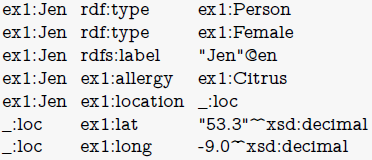 ex1:Jen rdf:type ex1:Person
ex1:Jen rdf:type ex1:Female
ex1:Jen rdfs:label "Jen"@en
ex1:Jen ex1:allergy ex1:Citrus
ex1:Jen ex1:location _:loc
_:loc ex1:lat "53.3"^^xsd:decimal
_:loc ex1:long -9.0^^xsd:decimal